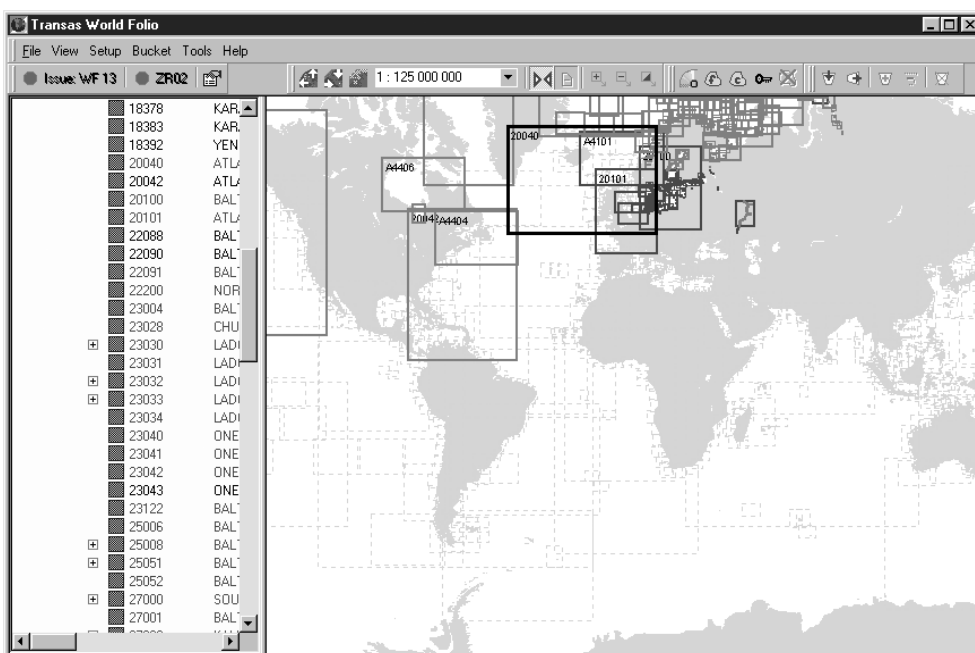 Transas World Folio
File View Setup Bucket Tools Help
Issue: WF 13 ZR02 1 : 125 000 000
18378 KAR
18383 KAR
18392 YEN
20040 ATLA
20042 ATLA
20100 BAL
20101 ATLA
22088 BAL
22090 BAL
22091 BAL
22200 NOR
23004 BAL
23028 CHU
23030 LAD
23031 LAD
23032 LAD
23033 LAD
23034 LAD
23040 ONE
23041 ONE
23042 ONE
23043 ONE
23122 BAL
25006 BAL
25008 BAL
25051 BAL
25052 BAL
27000 SOU
27001 BAL
20040
A4101
A4406
20101
A4404